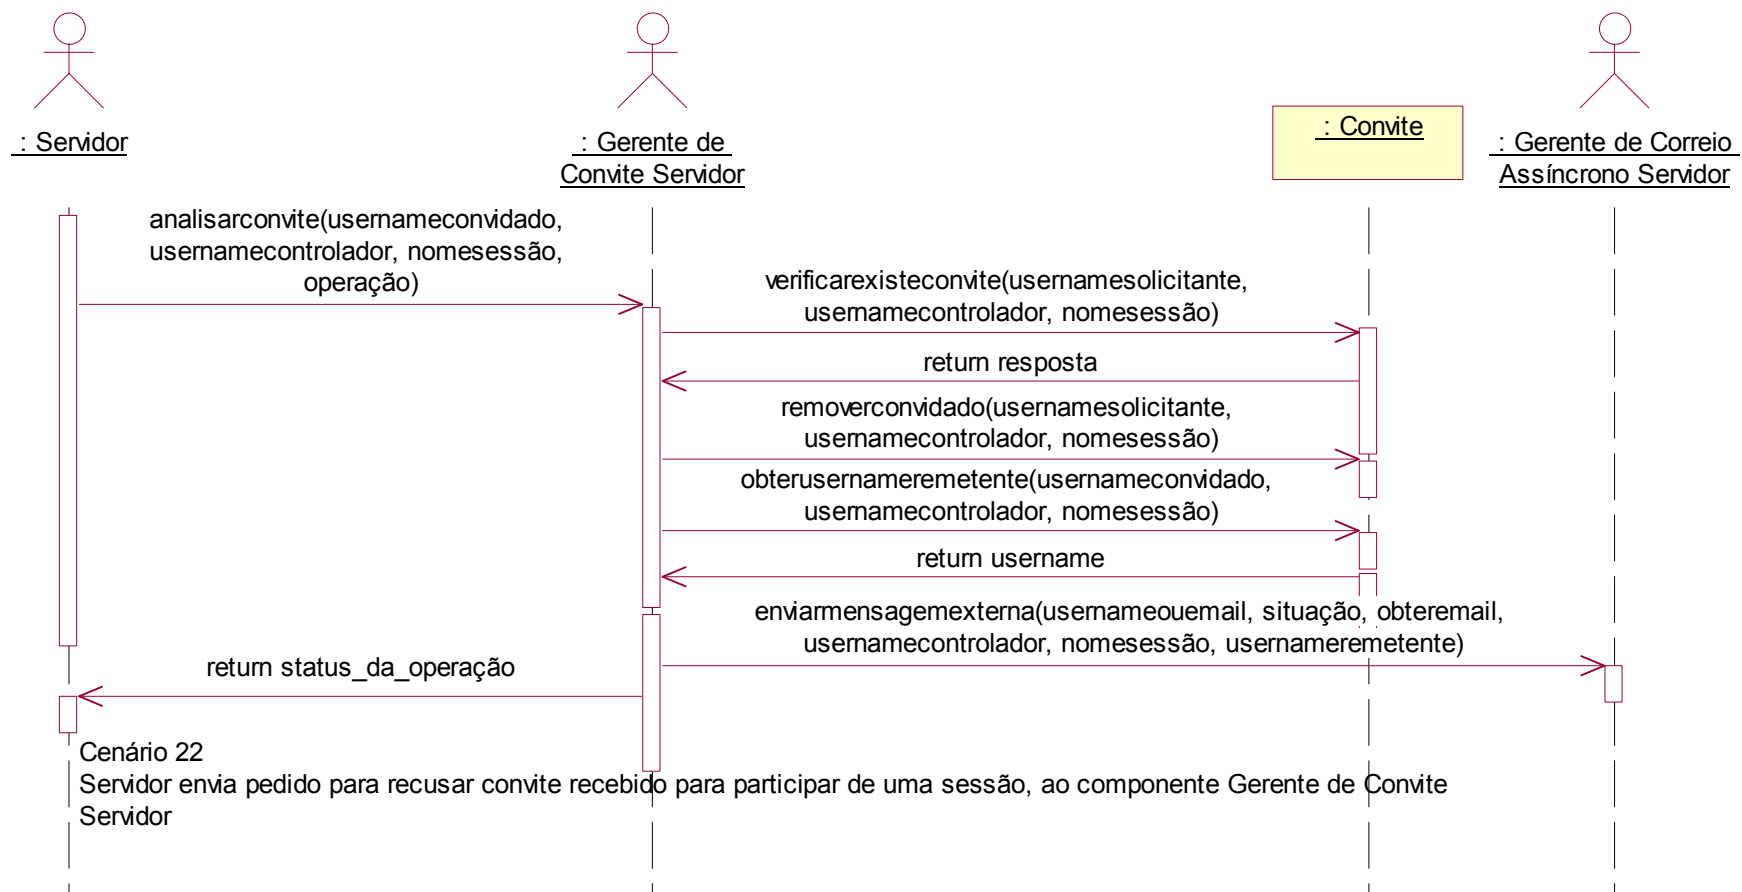 : Servidor
: Gerente de
Convite Servidor
: Convite
: Gerente de Correio
Assíncrono Servidor
analisarconvite(usernameconvidado,
usernamecontrolador, nomesessão,
operação)
verificarexisteconvite(usernamesolicitante,
usernamecontrolador, nomesessão)
return resposta
removerconvidado(usernamesolicitante,
usernamecontrolador, nomesessão)
obterusernameremetente(usernameconvidado,
usernamecontrolador, nomesessão)
return username
enviarmensagemexterna(usernameouemail, situação, obteremail,
usernamecontrolador, nomesessão, usernameremetente)
return status_da_operação
Cenário 22
Servidor envia pedido para recusar convite recebido para participar de uma sessão, ao componente Gerente de Convite
Servidor